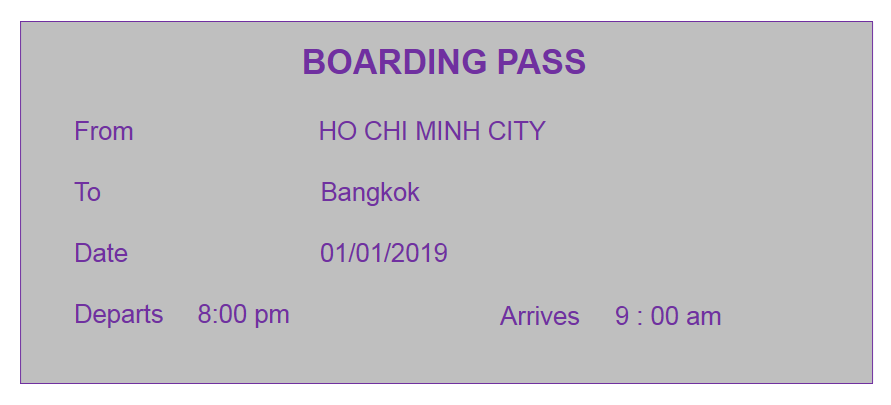 BOARDING PASS
From HO CHI MINH CITY
To Bangkok
Date 01/01/2019
Departs 8:00 pm Arrives 9 : 00 am